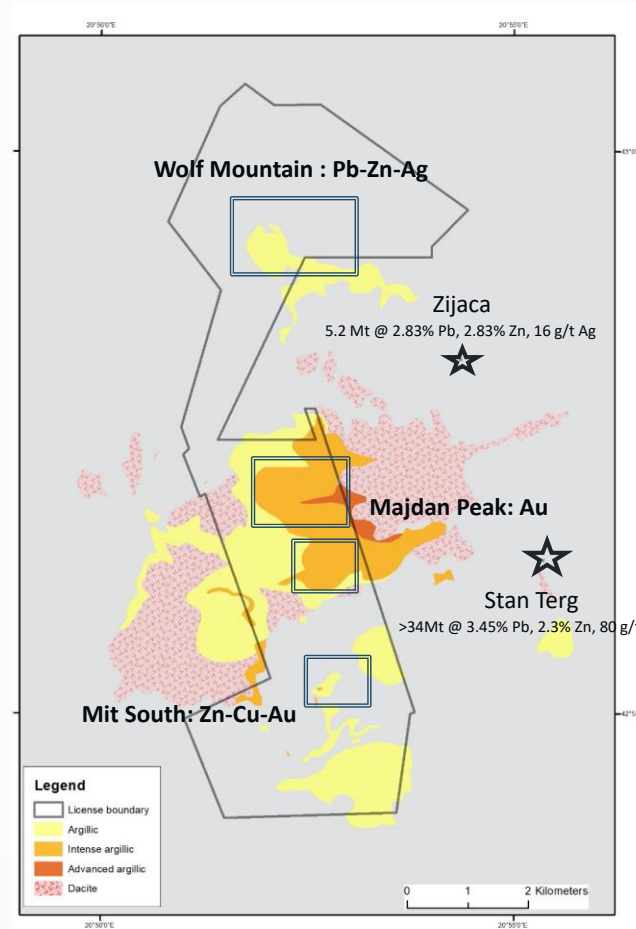 20°50'0"E 20°55'0"E
43°0
Wolf Mountain : Pb-Zn-Ag
Zijaca
5.2 Mt @ 2.83% Pb, 2.83% Zn, 16 g/t Ag
Majdan Peak: Au
Stan Terg
>34Mt @ 3.45% Pb, 2.3% Zn, 80 g/t
Mit South: Zn-Cu-Au
42°5
Legend
License boundary
Argillic
Intense argillic
Advanced argillic
Dacite
0 1 2 Kilometers
20°50'0"E 20°55'0"E